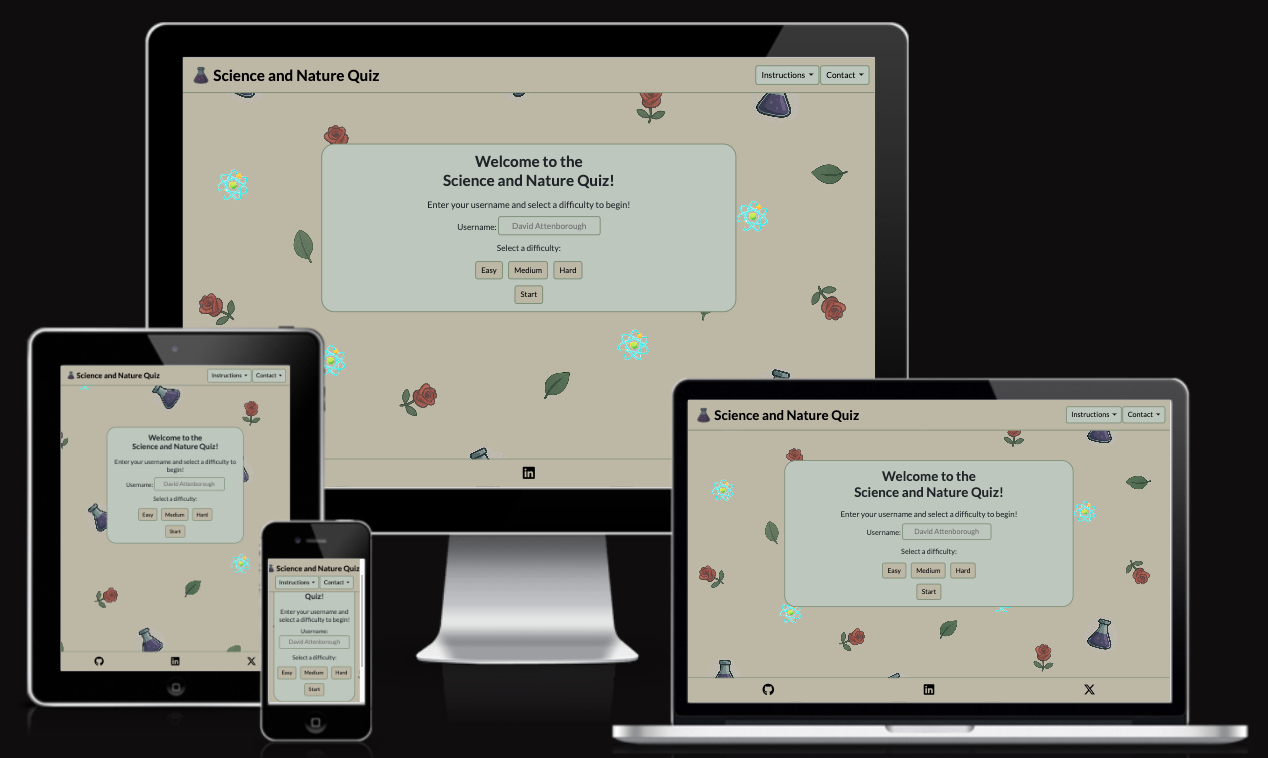 Science and Nature Quiz
Instructions
Contact
Welcome to the
Science and Nature Quiz!
Enter your username and select a difficulty to begin!
Username: David Attenborough
Select a difficulty:
Easy Medium Hard
Start
Science and Nature Quiz
Instructions
Contact
Welcome to the
Science and Nature Quiz!
Enter your username and select a difficulty to
begin!
Username: David Attenborough
Select a difficulty:
Easy Medium Hard
Start
Science and Nature Quiz
Instructions
Contact
Quiz!
Enter your username and
select a difficulty to begin!
Username:
David Attenborough
Select a difficulty:
Easy Medium Hard
Start
Science and Nature Quiz
Instructions
Contact
Welcome to the
Science and Nature Quiz!
Enter your username and select a difficulty to begin!
Username: David Attenborough
Select a difficulty:
Easy Medium Hard
Start